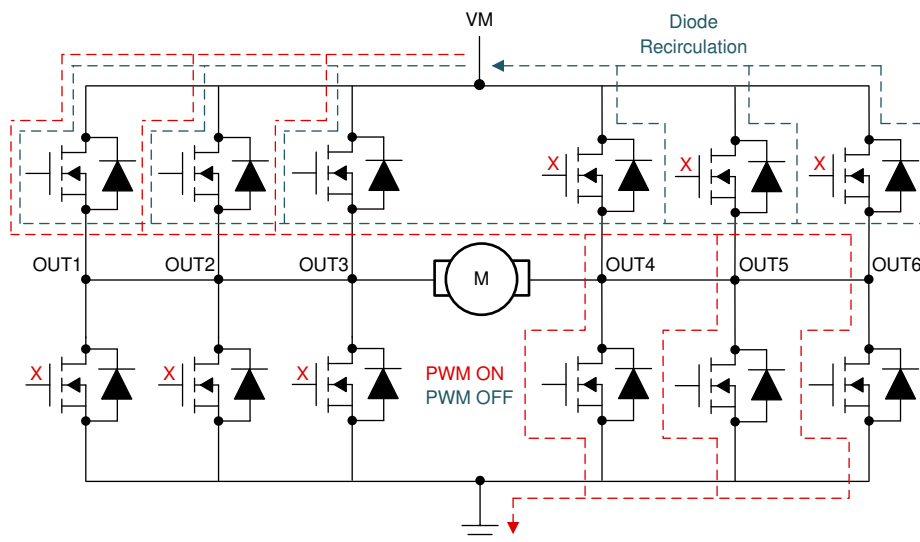 VM
Diode
Recirculation
X
X
X
OUT1
OUT2
OUT3
M
OUT4
OUT5
OUT6
X
X
X
PWM ON
PWM OFF